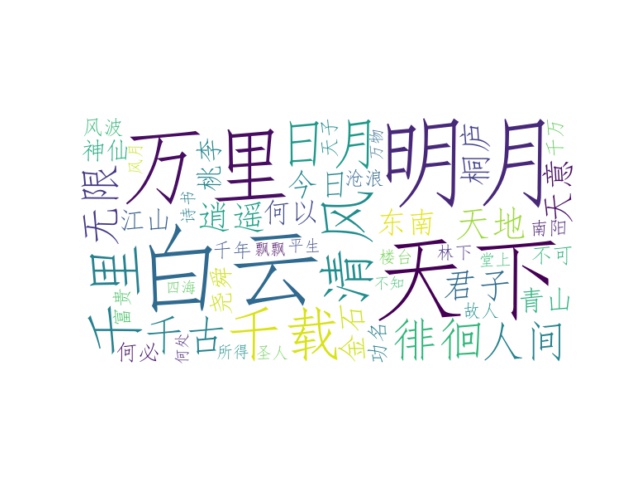 风波
神仙
风月
无限
万里
桃李
诗书
日月
天子
万物
今日
沧浪
明月
桐庐
千万
天意
江山
逍遥
何以
清风
东南
天地
南陌
千里
白云
千年
飘飘
平生
四海
尧舜
富贵
天下
楼台
林下
堂上
不可
不知
君子
故人
青山
千古
千载
金石
功名
徘徊
人间
何必
何处
所得
圣人